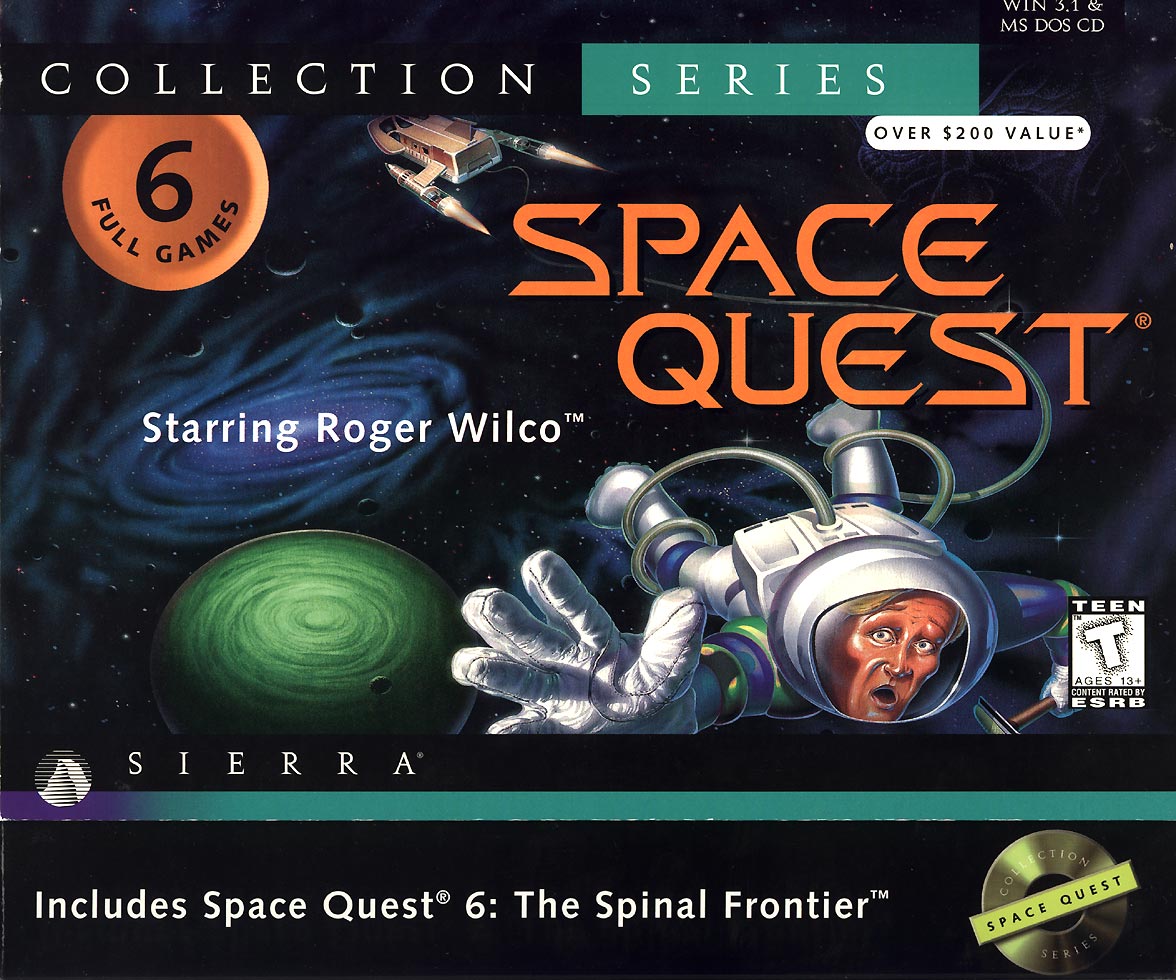 WIN 3.1 &
MS DOS CD
COLLECTION SERIES
OVER $200 VALUE*
6
FULL GAMES
SPACE
QUEST®
Starring Roger Wilco™
TEEN
TM
T
AGES 13+
CONTENT RATED BY
ESRB
SIERRA®
Includes Space Quest® 6: The Spinal Frontier™
COLLECTION
SPACE QUEST
SERIES